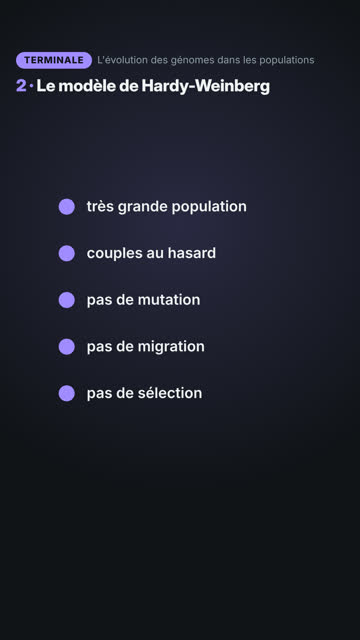 TERMINALE L'évolution des génomes dans les populations
2 · Le modèle de Hardy-Weinberg
très grande population
couples au hasard
pas de mutation
pas de migration
pas de sélection